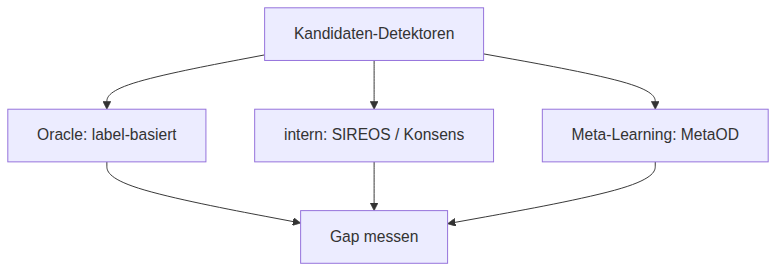 Kandidaten-Detektoren
Oracle: label-basiert
intern: SIREOS / Konsens
Meta-Learning: MetaOD
Gap messen